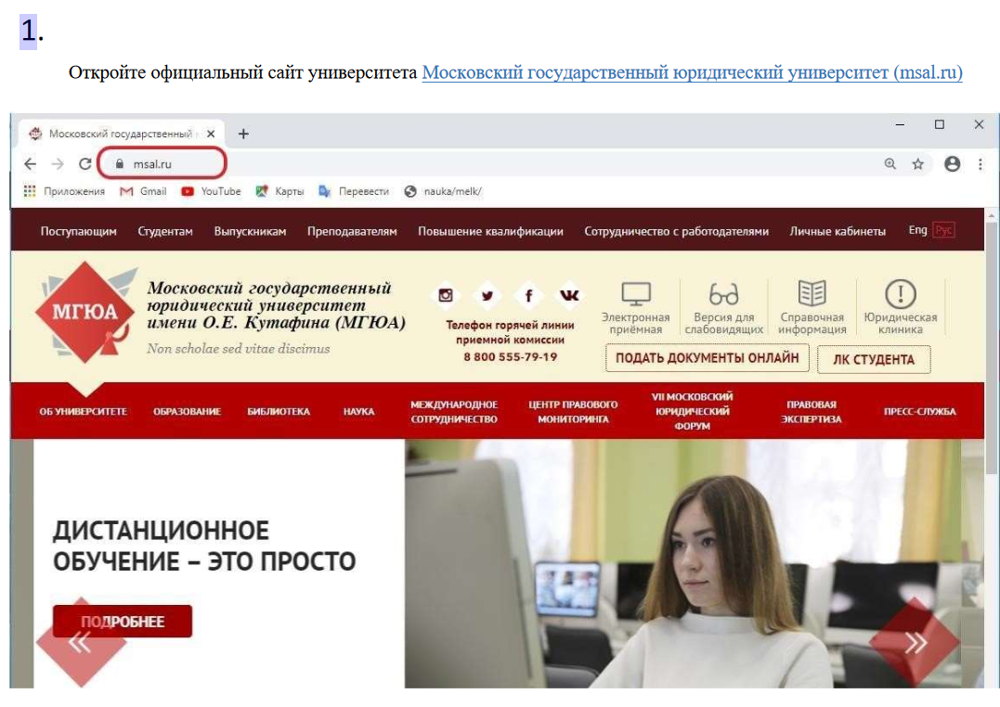 1.
Откройте официальный сайт университета Московский государственный юридический университет (msal.ru)
Московский государственный
msal.ru
Приложения Gmail YouTube Карты Перевести nauka/melk/
Поступающим Студентам Выпускникам Преподавателям Повышение квалификации Сотрудничество с работодателями Личные кабинеты Eng Рус
МГЮА
Московский государственный
юридический университет
имени О.Е. Кутафина (МГЮА)
Non scholae sed vitae discimus
Телефон горячей линии
приемной комиссии
8 800 555-79-19
Электронная
приёмная
Версия для
слабовидящих
Справочная
информация
Юридическая
клиника
ПОДАТЬ ДОКУМЕНТЫ ОНЛАЙН
ЛК СТУДЕНТА
ОБ УНИВЕРСИТЕТЕ
ОБРАЗОВАНИЕ
БИБЛИОТЕКА
НАУКА
МЕЖДУНАРОДНОЕ
СОТРУДНИЧЕСТВО
ЦЕНТР ПРАВОВОГО
МОНИТОРИНГА
VII МОСКОВСКИЙ
ЮРИДИЧЕСКИЙ
ФОРУМ
ПРАВОВАЯ
ЭКСПЕРТИЗА
ПРЕСС-СЛУЖБА
ДИСТАНЦИОННОЕ
ОБУЧЕНИЕ – ЭТО ПРОСТО
ПОДРОБНЕЕ